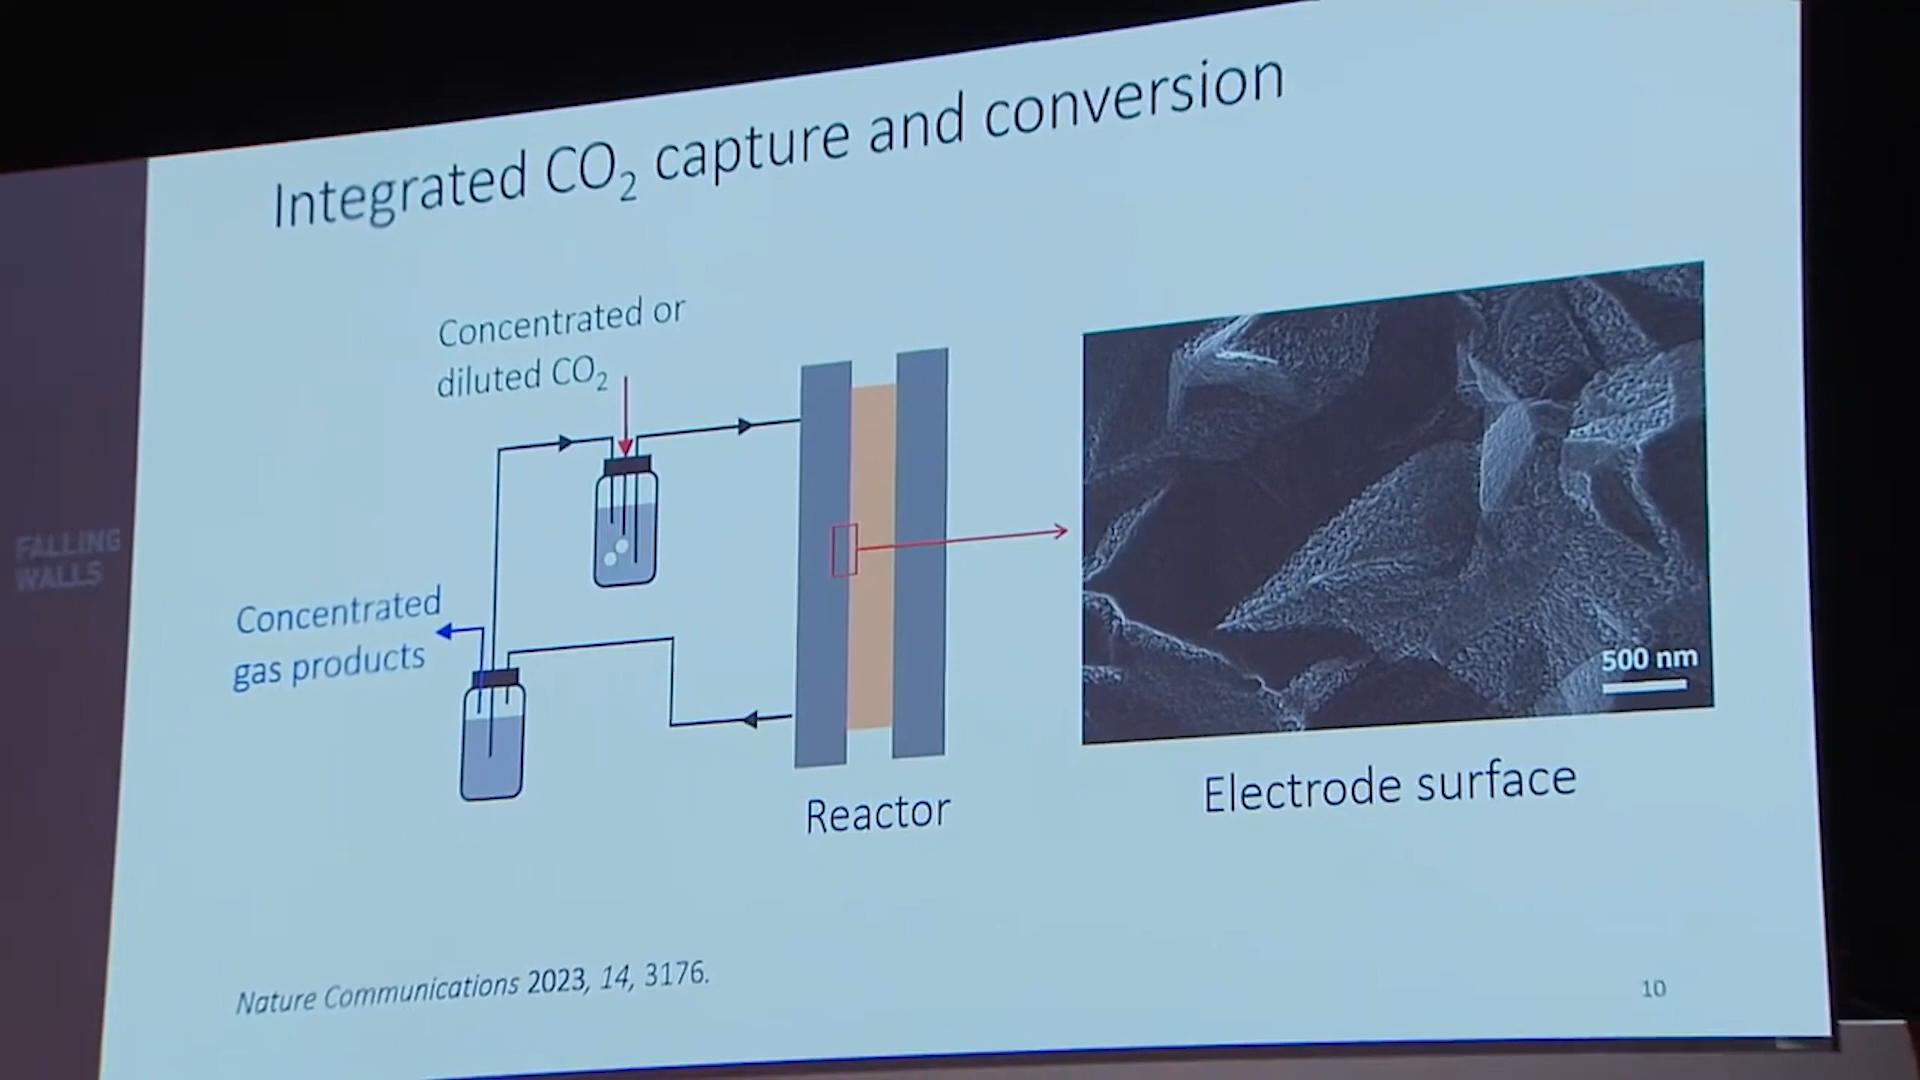 Integrated CO₂ capture and conversion
Concentrated or
diluted CO₂
FALLING
WALLS
Concentrated
gas products
500 nm
Reactor
Electrode surface
Nature Communications 2023, 14, 3176.
10